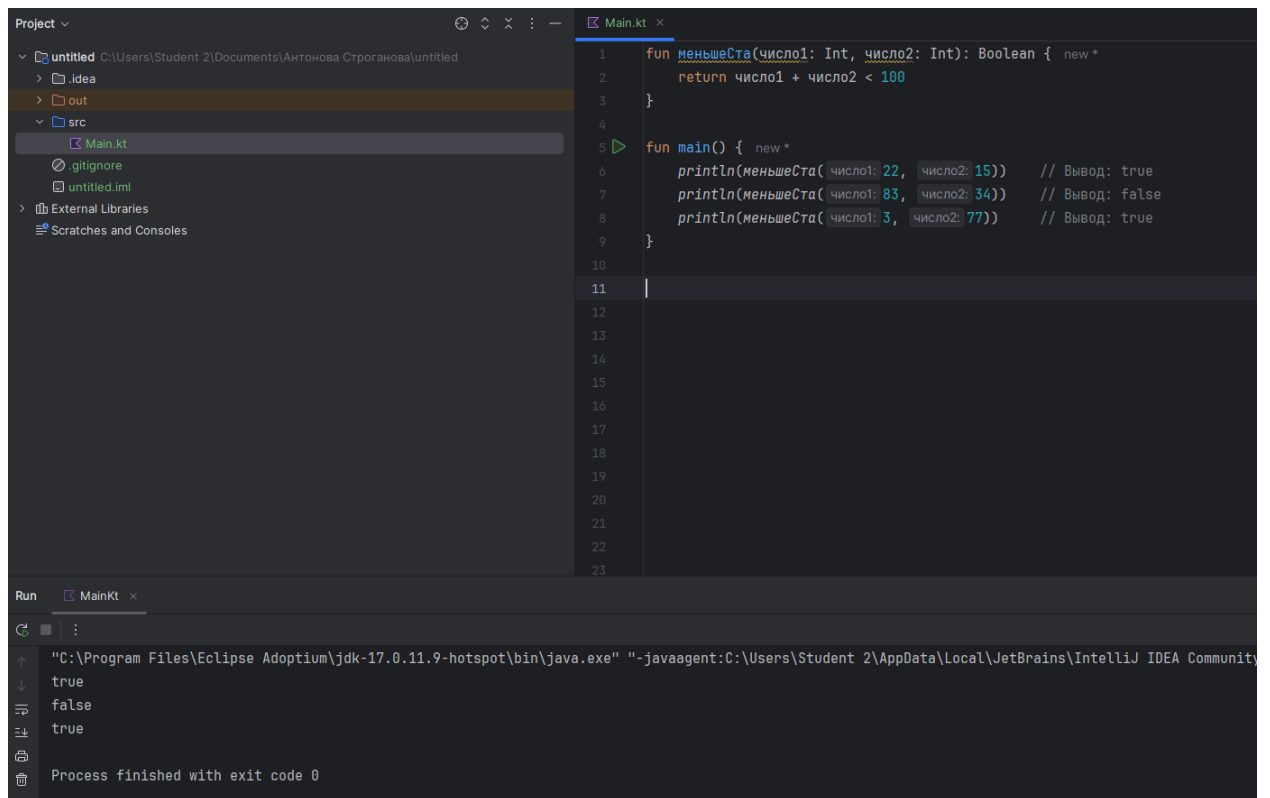 Project
untitled C:\Users\Student 2\Documents\Антонова Строганова\untitled
.idea
out
src
Main.kt
.gitignore
untitled.iml
External Libraries
Scratches and Consoles
Main.kt
1 fun меньшеСта(число1: Int, число2: Int): Boolean { new *
2 return число1 + число2 < 100
3 }
4
5 fun main() { new *
6 println(меньшеСта( число1: 22, число2: 15)) // Вывод: true
7 println(меньшеСта( число1: 83, число2: 34)) // Вывод: false
8 println(меньшеСта( число1: 3, число2: 77)) // Вывод: true
9 }
10
11
12
13
14
15
16
17
18
19
20
21
22
23
Run MainKt
"C:\Program Files\Eclipse Adoptium\jdk-17.0.11.9-hotspot\bin\java.exe" "-javaagent:C:\Users\Student 2\AppData\Local\JetBrains\IntelliJ IDEA Community
true
false
true
Process finished with exit code 0